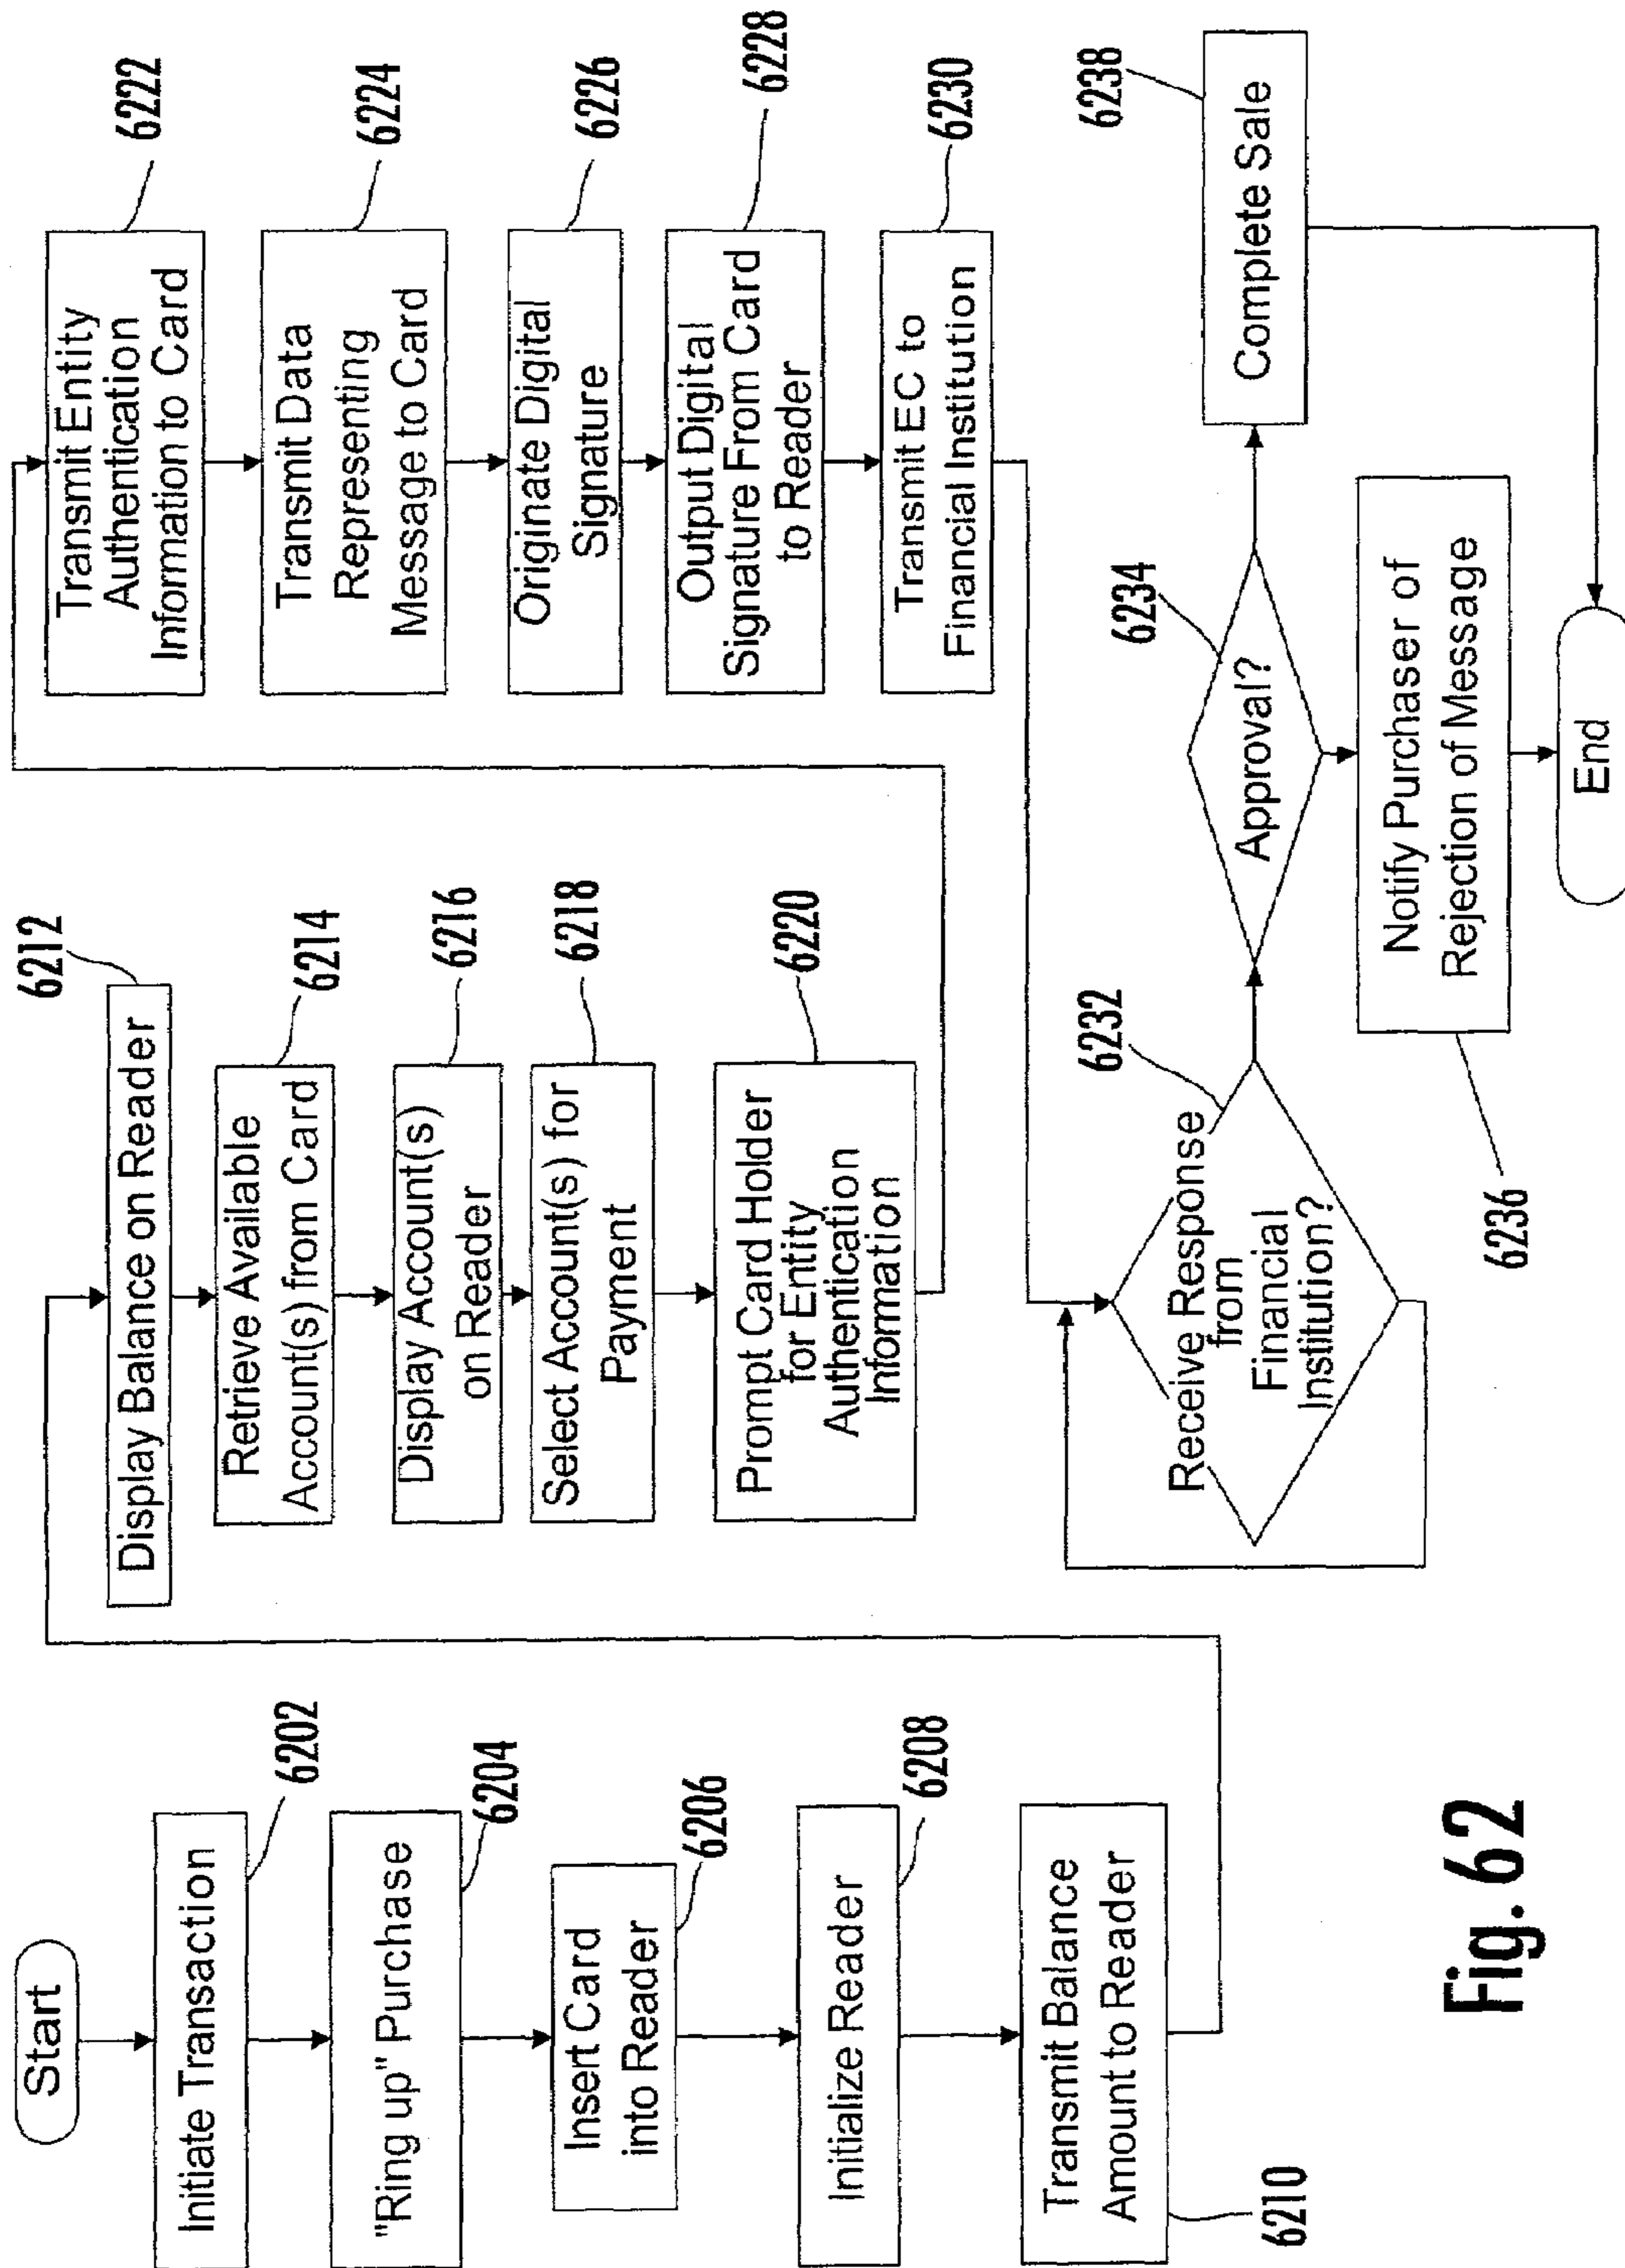 Start
Initiate Transaction
6202
"Ring up" Purchase
6204
Insert Card
into Reader
6206
Initialize Reader
6208
Transmit Balance
Amount to Reader
6210
6212
Display Balance on Reader
Retrieve Available
Account(s) from Card
6214
Display Account(s)
on Reader
6216
Select Account(s) for
Payment
6218
Prompt Card Holder
for Entity
Authentication
Information
6220
Transmit Entity
Authentication
Information to Card
6222
Transmit Data
Representing
Message to Card
6224
Originate Digital
Signature
6226
Output Digital
Signature From Card
to Reader
6228
Transmit EC to
Financial Institution
6230
Receive Response
from
Financial
Institution?
6232
Approval?
6234
Notify Purchaser of
Rejection of Message
6236
Complete Sale
6238
End
Fig. 62